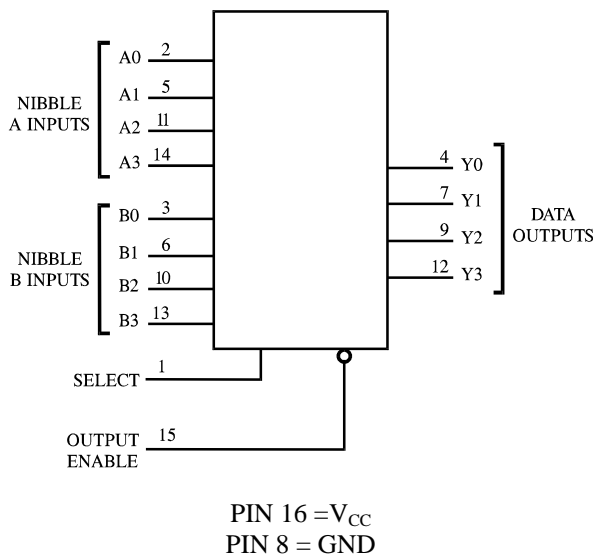 NIBBLE
A INPUTS
A0 2
A1 5
A2 11
A3 14
NIBBLE
B INPUTS
B0 3
B1 6
B2 10
B3 13
4 Y0
7 Y1
9 Y2
12 Y3
DATA
OUTPUTS
SELECT 1
OUTPUT
ENABLE 15
PIN 16 =VCC
PIN 8 = GND